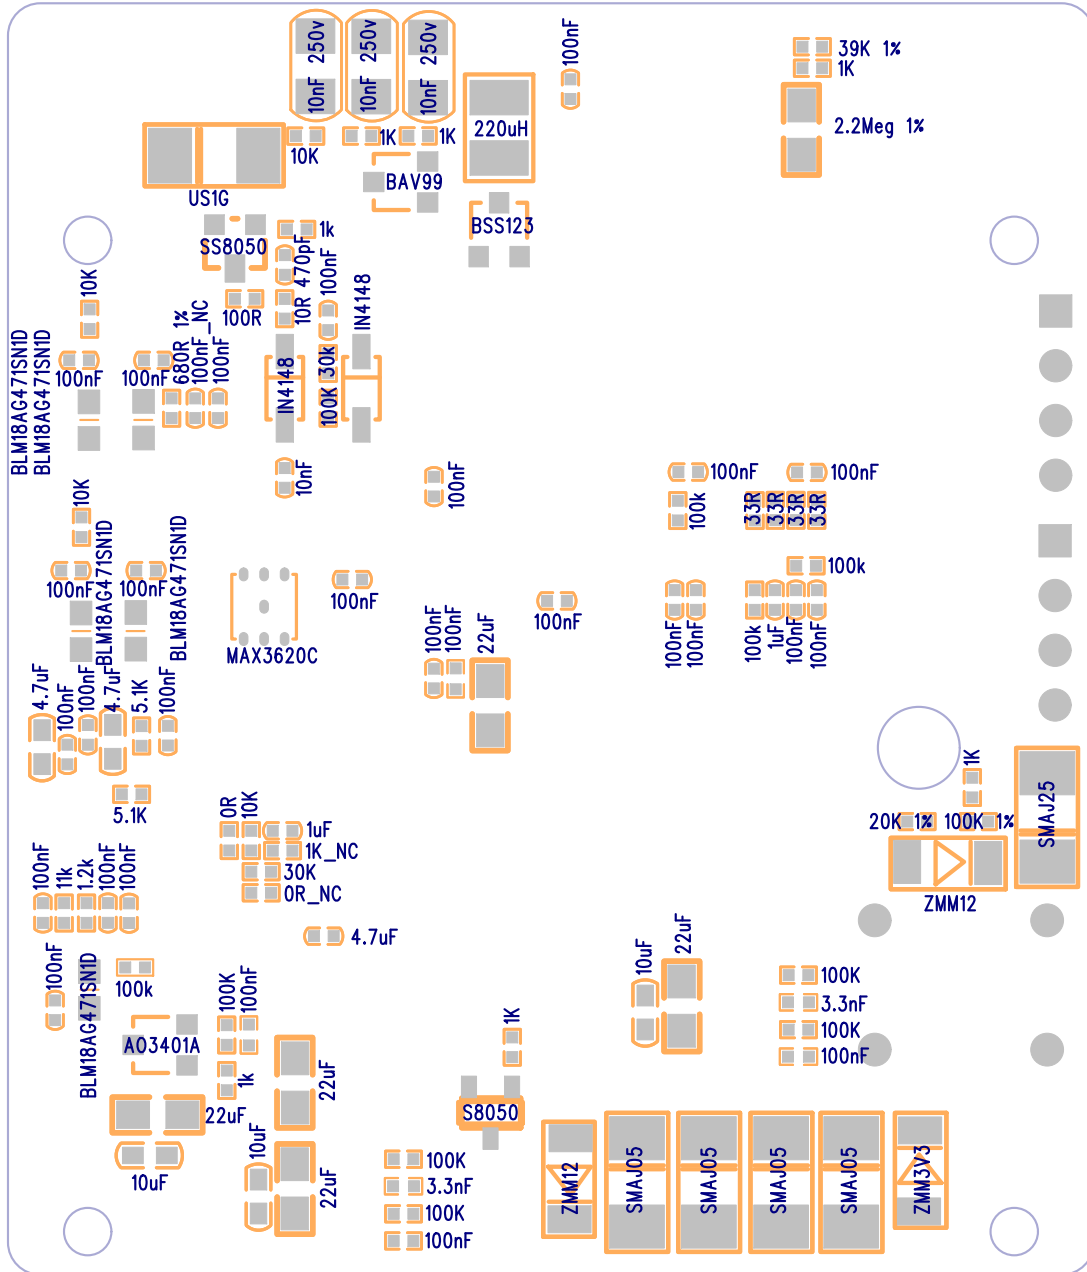 10nF 250v
10nF 250v
10nF 250v
100nF
39K 1%
1K
2.2Meg 1%
220uH
10K
1K
1K
BAV99
US1G
BSS123
SS8050
1k
470pF
100nF
10K
100R
10R
IN4148
BLM18AG471SN1D
BLM18AG471SN1D
100nF
100nF
680R 1%
100nF_NC
100nF
IN4148
30k
100K
10nF
100nF
100nF
100nF
100k
33R
33R
33R
33R
10K
BLM18AG471SN1D
BLM18AG471SN1D
100nF
100nF
100nF
100nF
100k
MAX3620C
100nF
100nF
22uF
100nF
100nF
100k
1uF
100nF
100nF
4.7uF
100nF
100nF
4.7uF
5.1K
100nF
5.1K
1K
SMAJ25
20K 1%
100K 1%
ZMM12
0R
10K
1uF
1K_NC
30K
0R_NC
100nF
11k
1.2k
100nF
100nF
4.7uF
10uF
22uF
100nF
BLM18AG471SN1D
100k
100K
3.3nF
100K
100nF
100K
100nF
1K
AO3401A
1k
22uF
22uF
S8050
10uF
10uF
22uF
100K
3.3nF
100K
100nF
ZMM12
SMAJ05
SMAJ05
SMAJ05
SMAJ05
ZMM3V3